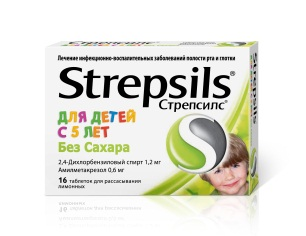 Лечение инфекционно-воспалительных заболеваний полости рта и глотки
Strepsils®
Стрепсилс®
ДЛЯ ДЕТЕЙ
С 5 ЛЕТ
Без Сахара
2,4-Дихлорбензиловый спирт 1,2 мг
Амилметакрезол 0,6 мг
16 таблеток для рассасывания
лимонных